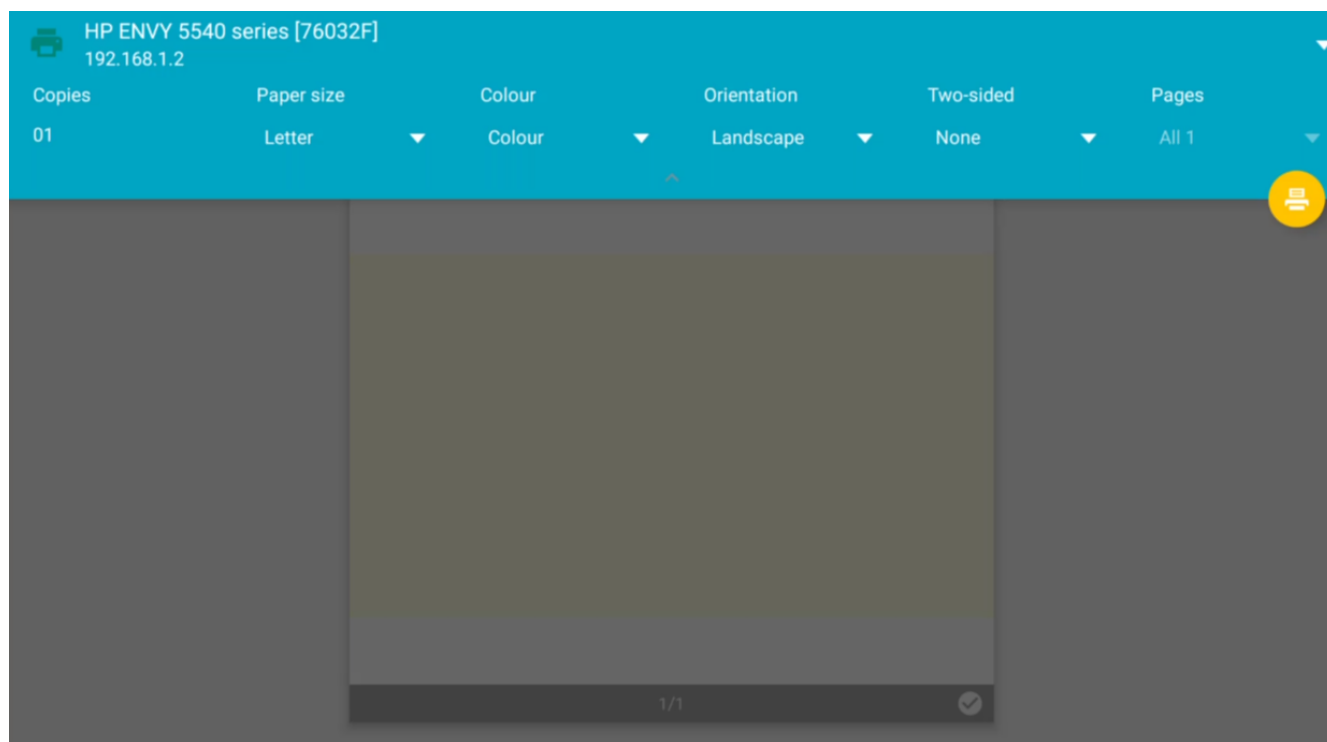 HP ENVY 5540 series [76032F]
192.168.1.2
Copies Paper size Colour Orientation Two-sided Pages
01 Letter Colour Landscape None All 1
1/1